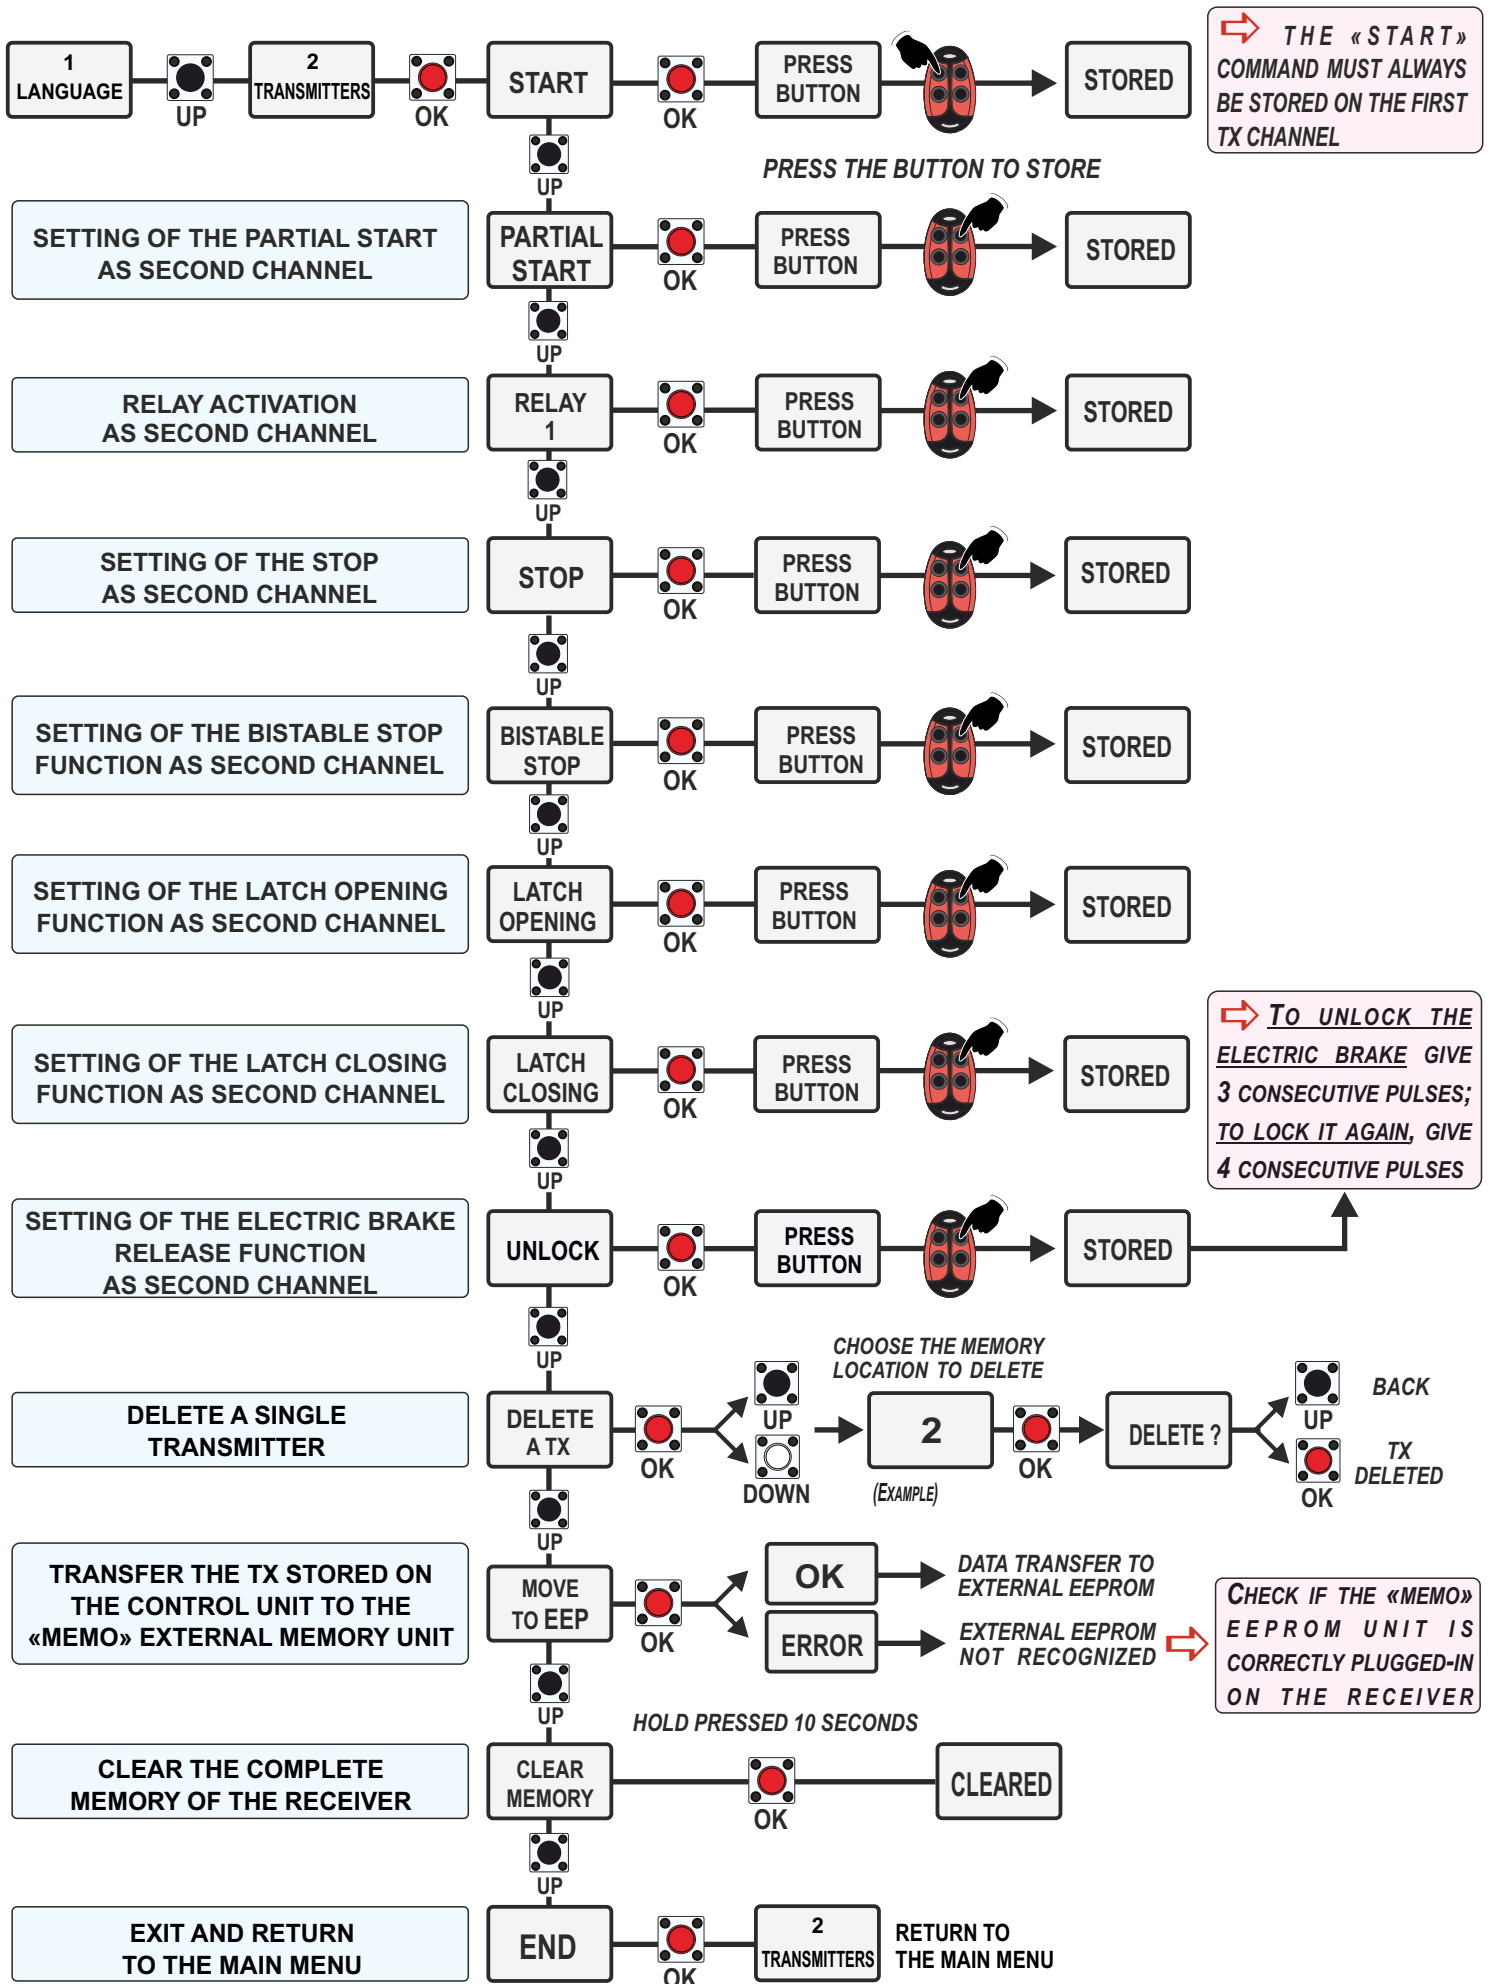 1
LANGUAGE
UP
2
TRANSMITTERS
OK
START
OK
PRESS
BUTTON
STORED
THE «START»
COMMAND MUST ALWAYS
BE STORED ON THE FIRST
TX CHANNEL
UP
PRESS THE BUTTON TO STORE
SETTING OF THE PARTIAL START
AS SECOND CHANNEL
PARTIAL
START
OK
PRESS
BUTTON
STORED
UP
RELAY ACTIVATION
AS SECOND CHANNEL
RELAY
1
OK
PRESS
BUTTON
STORED
UP
SETTING OF THE STOP
AS SECOND CHANNEL
STOP
OK
PRESS
BUTTON
STORED
UP
SETTING OF THE BISTABLE STOP
FUNCTION AS SECOND CHANNEL
BISTABLE
STOP
OK
PRESS
BUTTON
STORED
UP
SETTING OF THE LATCH OPENING
FUNCTION AS SECOND CHANNEL
LATCH
OPENING
OK
PRESS
BUTTON
STORED
UP
SETTING OF THE LATCH CLOSING
FUNCTION AS SECOND CHANNEL
LATCH
CLOSING
OK
PRESS
BUTTON
STORED
TO UNLOCK THE
ELECTRIC BRAKE GIVE
3 CONSECUTIVE PULSES;
TO LOCK IT AGAIN, GIVE
4 CONSECUTIVE PULSES
UP
SETTING OF THE ELECTRIC BRAKE
RELEASE FUNCTION
AS SECOND CHANNEL
UNLOCK
OK
PRESS
BUTTON
STORED
UP
DELETE A SINGLE
TRANSMITTER
DELETE
A TX
OK
UP
DOWN
CHOOSE THE MEMORY
LOCATION TO DELETE
2
(EXAMPLE)
OK
DELETE ?
UP
BACK
OK
TX
DELETED
UP
TRANSFER THE TX STORED ON
THE CONTROL UNIT TO THE
«MEMO» EXTERNAL MEMORY UNIT
MOVE
TO EEP
OK
OK
DATA TRANSFER TO
EXTERNAL EEPROM
ERROR
EXTERNAL EEPROM
NOT RECOGNIZED
CHECK IF THE «MEMO»
EEPROM UNIT IS
CORRECTLY PLUGGED-IN
ON THE RECEIVER
UP
HOLD PRESSED 10 SECONDS
CLEAR THE COMPLETE
MEMORY OF THE RECEIVER
CLEAR
MEMORY
OK
CLEARED
UP
EXIT AND RETURN
TO THE MAIN MENU
END
OK
2
TRANSMITTERS
RETURN TO
THE MAIN MENU